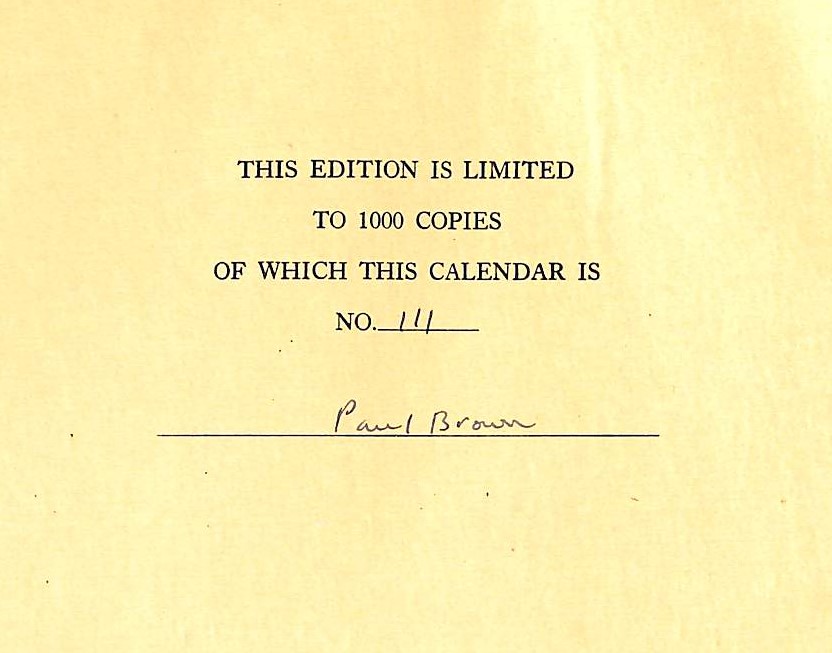 THIS EDITION IS LIMITED
TO 1000 COPIES
OF WHICH THIS CALENDAR IS
NO. 111
Paul Brown